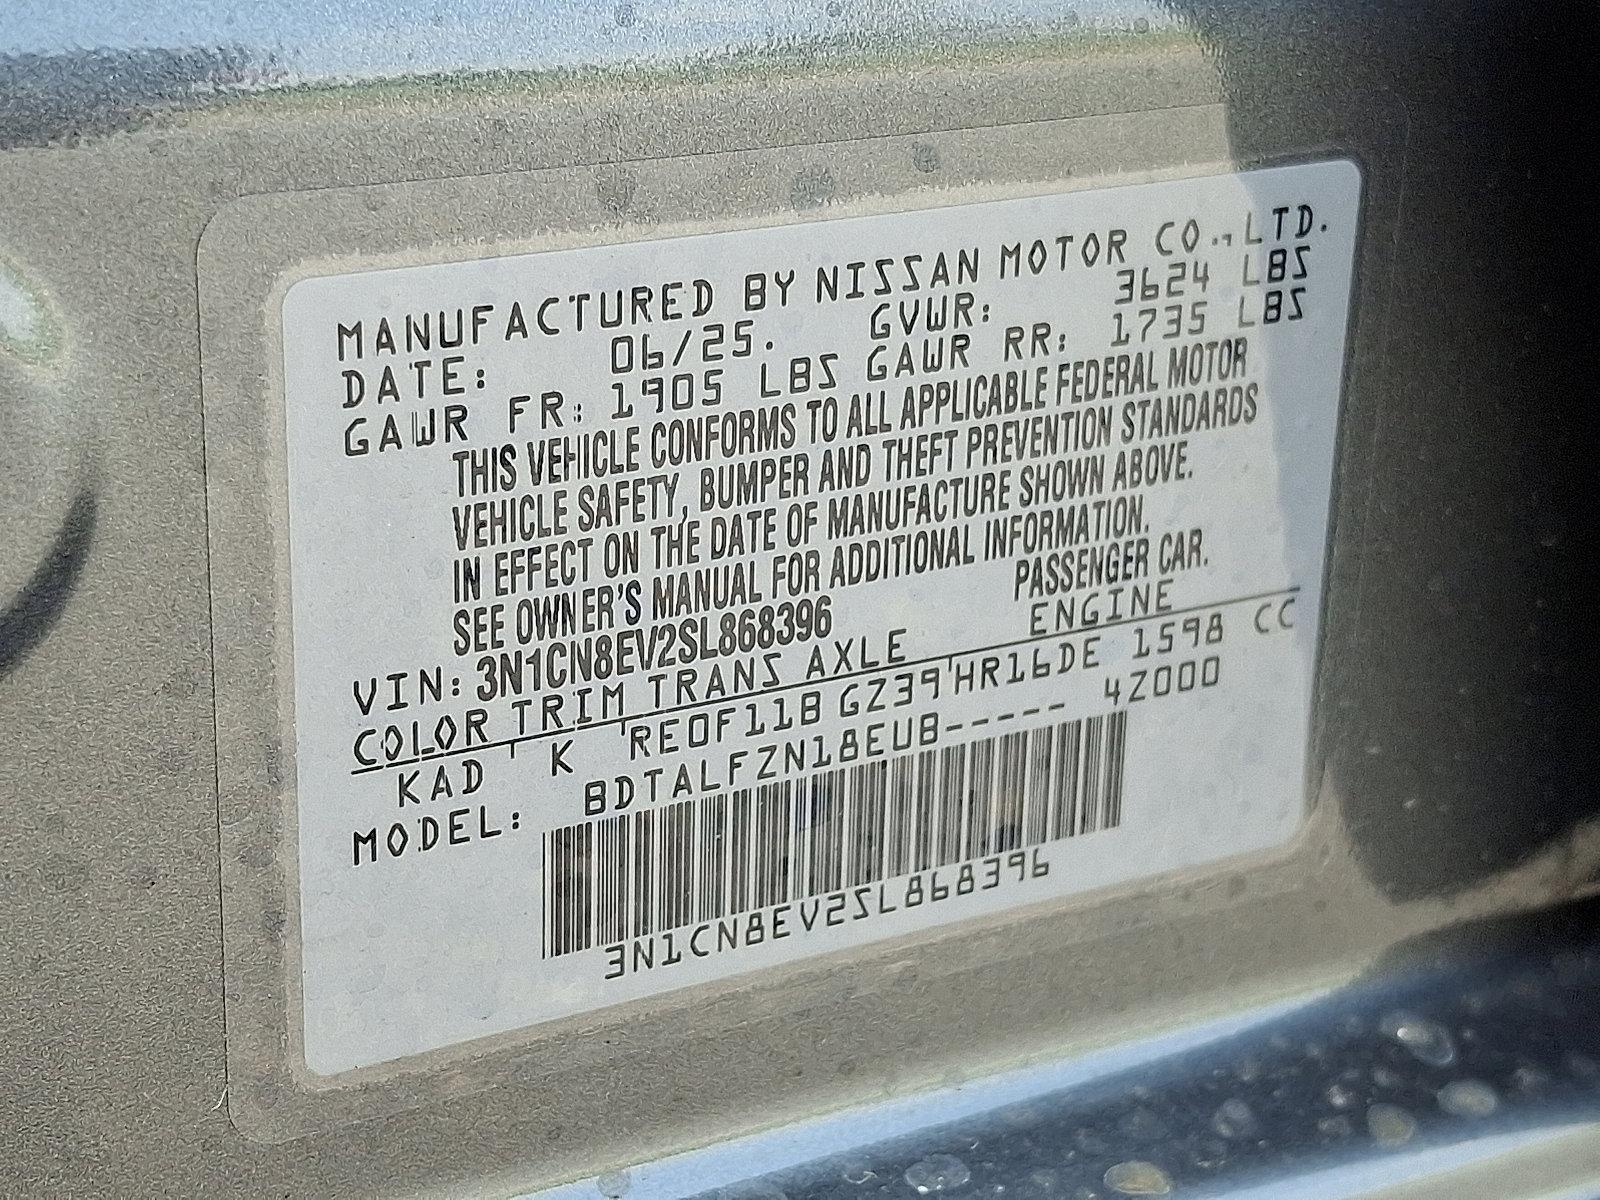 MANUFACTURED BY NISSAN MOTOR CO., LTD.
DATE: 06/25. GVWR: 3624 LBS
GAWR FR: 1905 LBS GAWR RR: 1735 LBS
THIS VEHICLE CONFORMS TO ALL APPLICABLE FEDERAL MOTOR
VEHICLE SAFETY, BUMPER AND THEFT PREVENTION STANDARDS
IN EFFECT ON THE DATE OF MANUFACTURE SHOWN ABOVE.
SEE OWNER'S MANUAL FOR ADDITIONAL INFORMATION.
VIN: 3N1CN8EV2SL868396 PASSENGER CAR.
COLOR TRIM TRANS AXLE ENGINE
KAD K RE0F11B GZ39 HR16DE 1598 CC
MODEL: BDTALFZN18EUB----- 4Z000
3N1CN8EV2SL868396